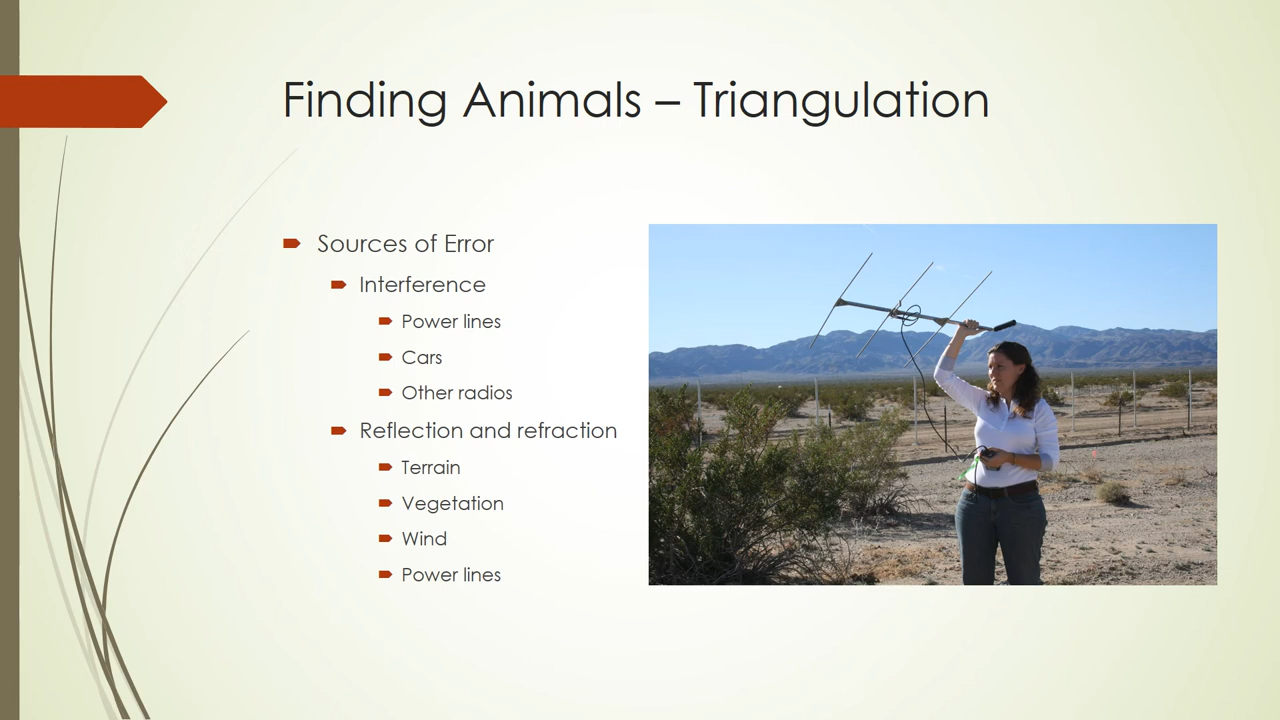 Finding Animals – Triangulation
Sources of Error
Interference
Power lines
Cars
Other radios
Reflection and refraction
Terrain
Vegetation
Wind
Power lines